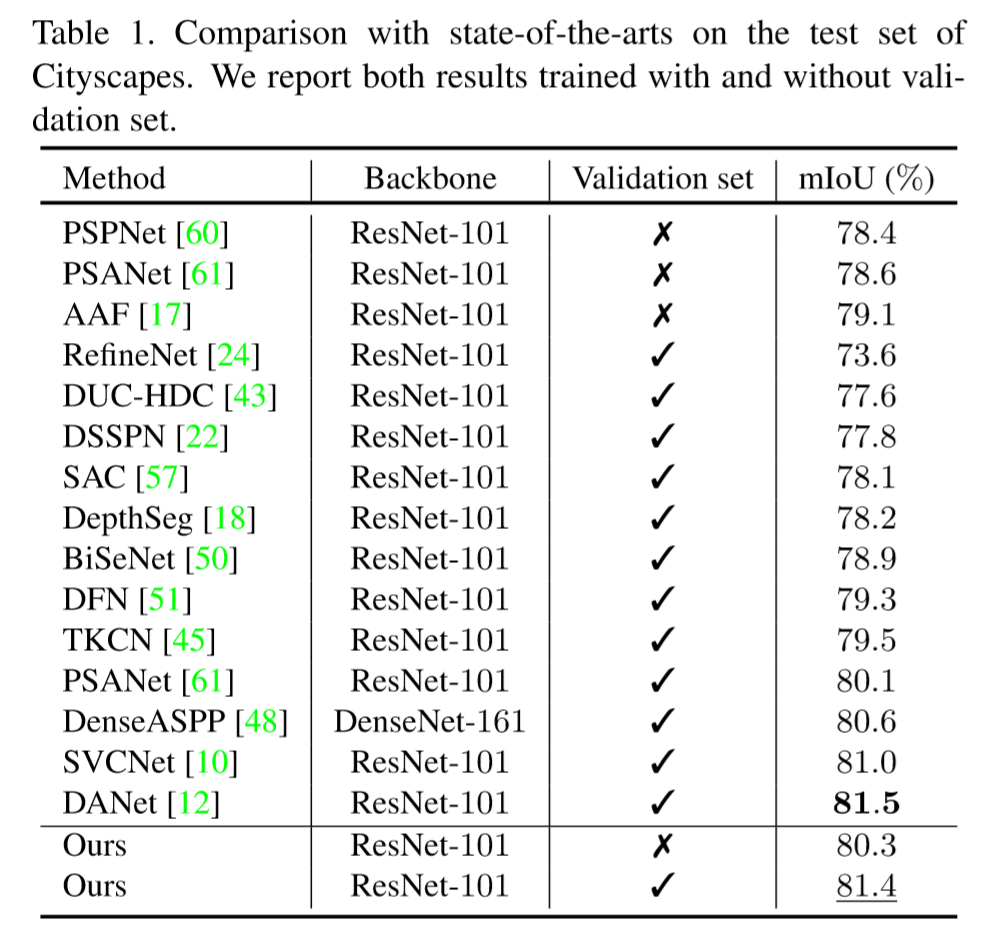 Table 1. Comparison with state-of-the-arts on the test set of
Cityscapes. We report both results trained with and without vali-
dation set.
Method Backbone Validation set mIoU (%)
PSPNet [60] ResNet-101 ✗ 78.4
PSANet [61] ResNet-101 ✗ 78.6
AAF [17] ResNet-101 ✗ 79.1
RefineNet [24] ResNet-101 ✓ 73.6
DUC-HDC [43] ResNet-101 ✓ 77.6
DSSPN [22] ResNet-101 ✓ 77.8
SAC [57] ResNet-101 ✓ 78.1
DepthSeg [18] ResNet-101 ✓ 78.2
BiSeNet [50] ResNet-101 ✓ 78.9
DFN [51] ResNet-101 ✓ 79.3
TKCN [45] ResNet-101 ✓ 79.5
PSANet [61] ResNet-101 ✓ 80.1
DenseASPP [48] DenseNet-161 ✓ 80.6
SVCNet [10] ResNet-101 ✓ 81.0
DANet [12] ResNet-101 ✓ 81.5
Ours ResNet-101 ✗ 80.3
Ours ResNet-101 ✓ 81.4